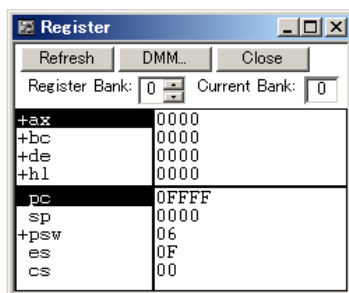 Register
Refresh DMM... Close
Register Bank: 0 Current Bank: 0
+ax 0000
+bc 0000
+de 0000
+hl 0000
pc 0FFFF
sp 0000
+psw 06
es 0F
cs 00